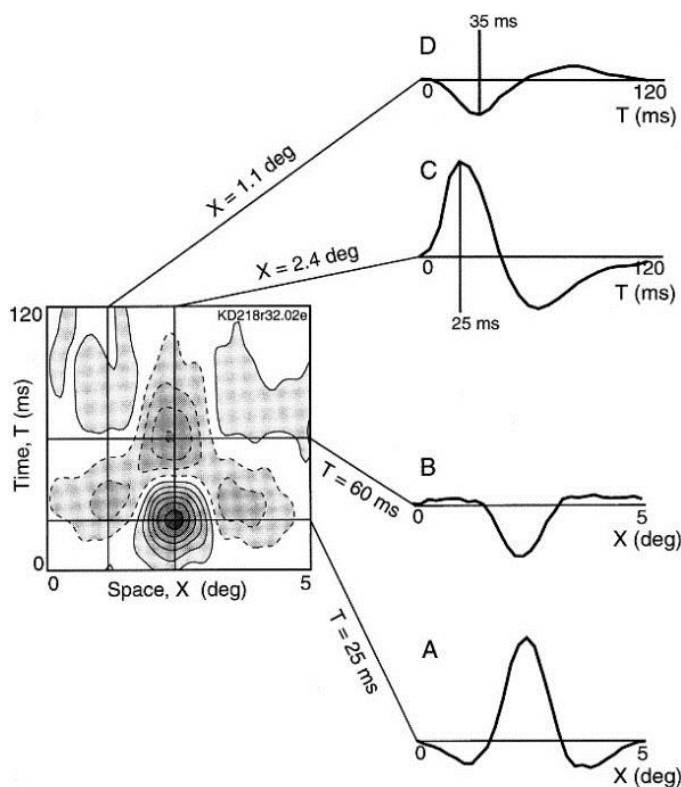 35 ms
D
0
120
T (ms)
C
X = 1.1 deg
X = 2.4 deg
0
120
T (ms)
25 ms
120
KD218r32.02e
Time, T (ms)
0
0
5
Space, X (deg)
B
T = 60 ms
0
5
X (deg)
A
T = 25 ms
0
5
X (deg)